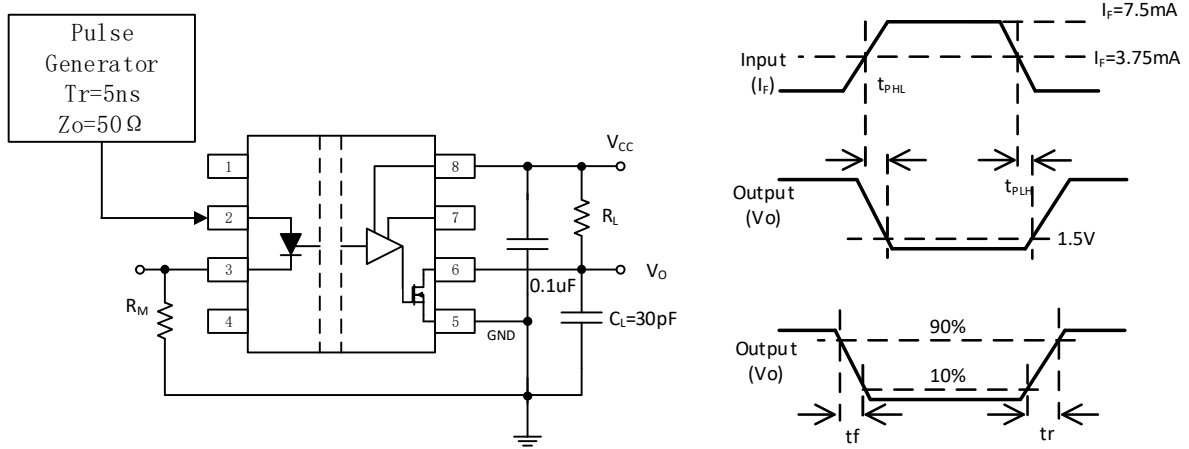 Pulse
Generator
Tr=5ns
Zo=50Ω
1
2
3
4
8
7
6
5
VCC
RL
0.1uF
VO
CL=30pF
GND
RM
IF=7.5mA
IF=3.75mA
Input
(IF)
tPHL
tPLH
Output
(Vo)
1.5V
Output
(Vo)
90%
10%
tf
tr